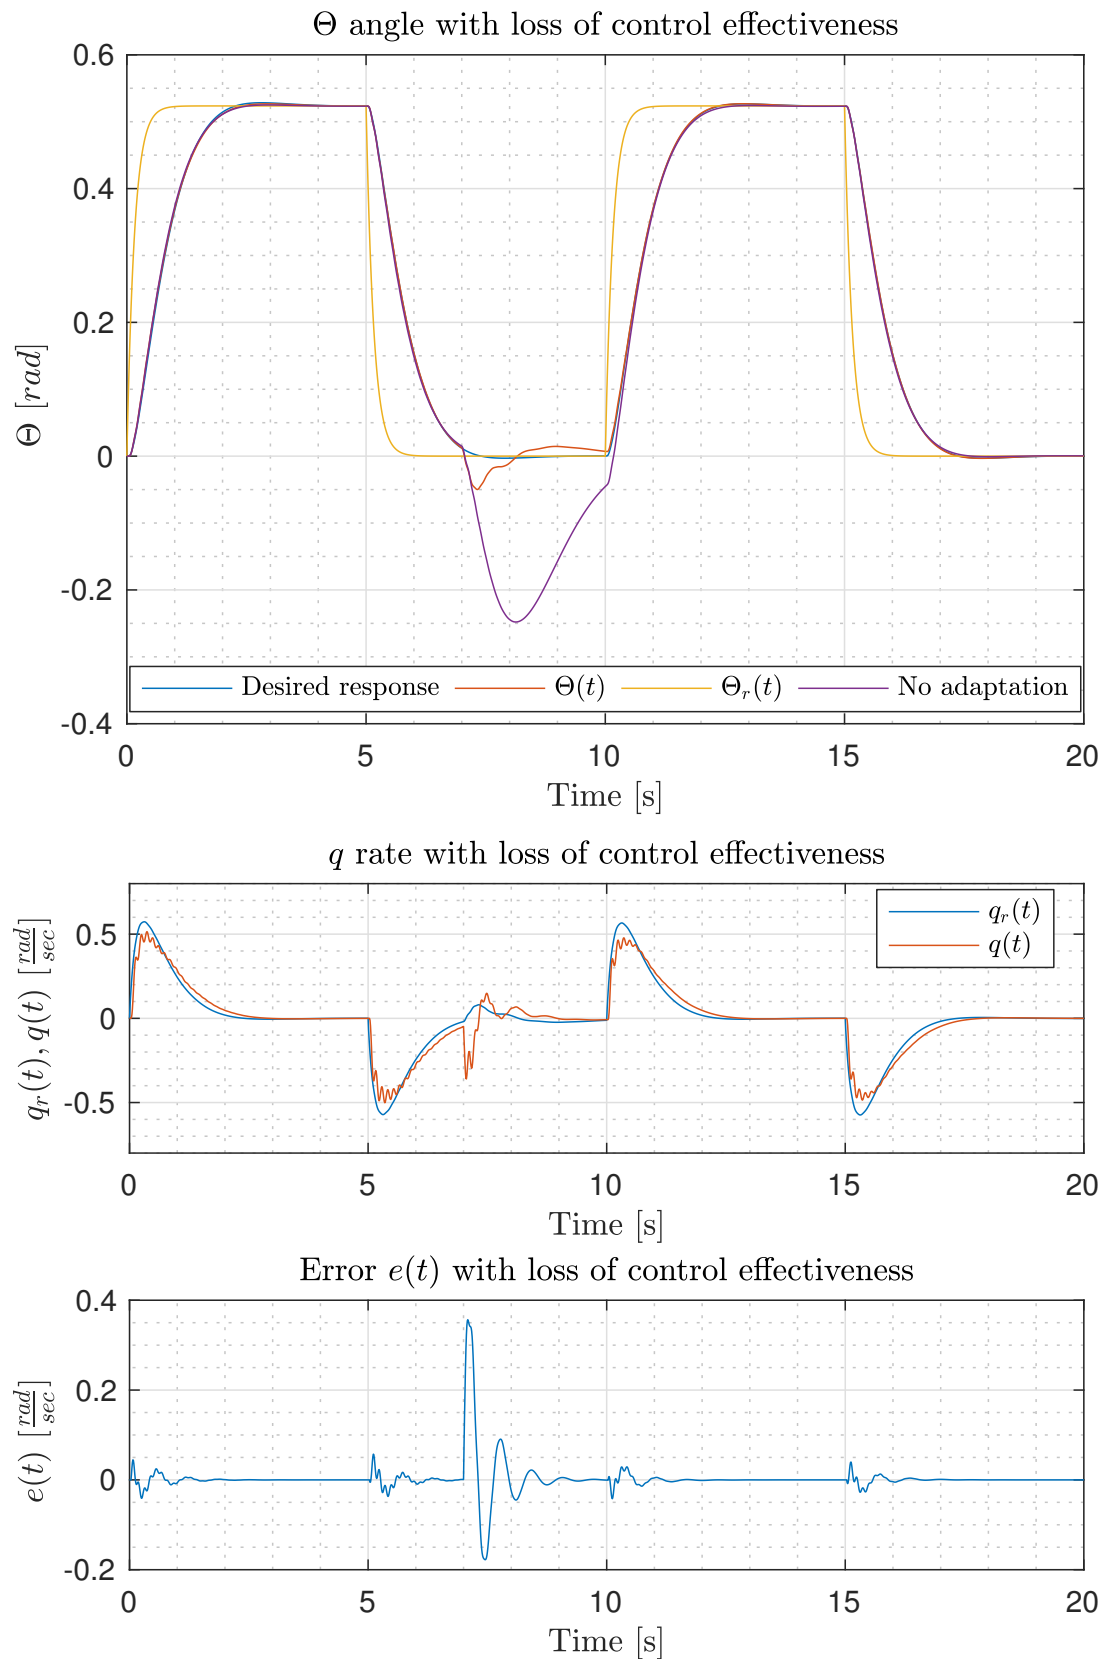 Θ angle with loss of control effectiveness
0.6
0.4
0.2
0
-0.2
-0.4
Θ [rad]
Desired response Θ(t) Θᵣ(t) No adaptation
0 5 10 15 20
Time [s]
q rate with loss of control effectiveness
0.5
0
-0.5
qᵣ(t), q(t) [rad/sec]
qᵣ(t)
q(t)
0 5 10 15 20
Time [s]
Error e(t) with loss of control effectiveness
0.4
0.2
0
-0.2
e(t) [rad/sec]
0 5 10 15 20
Time [s]